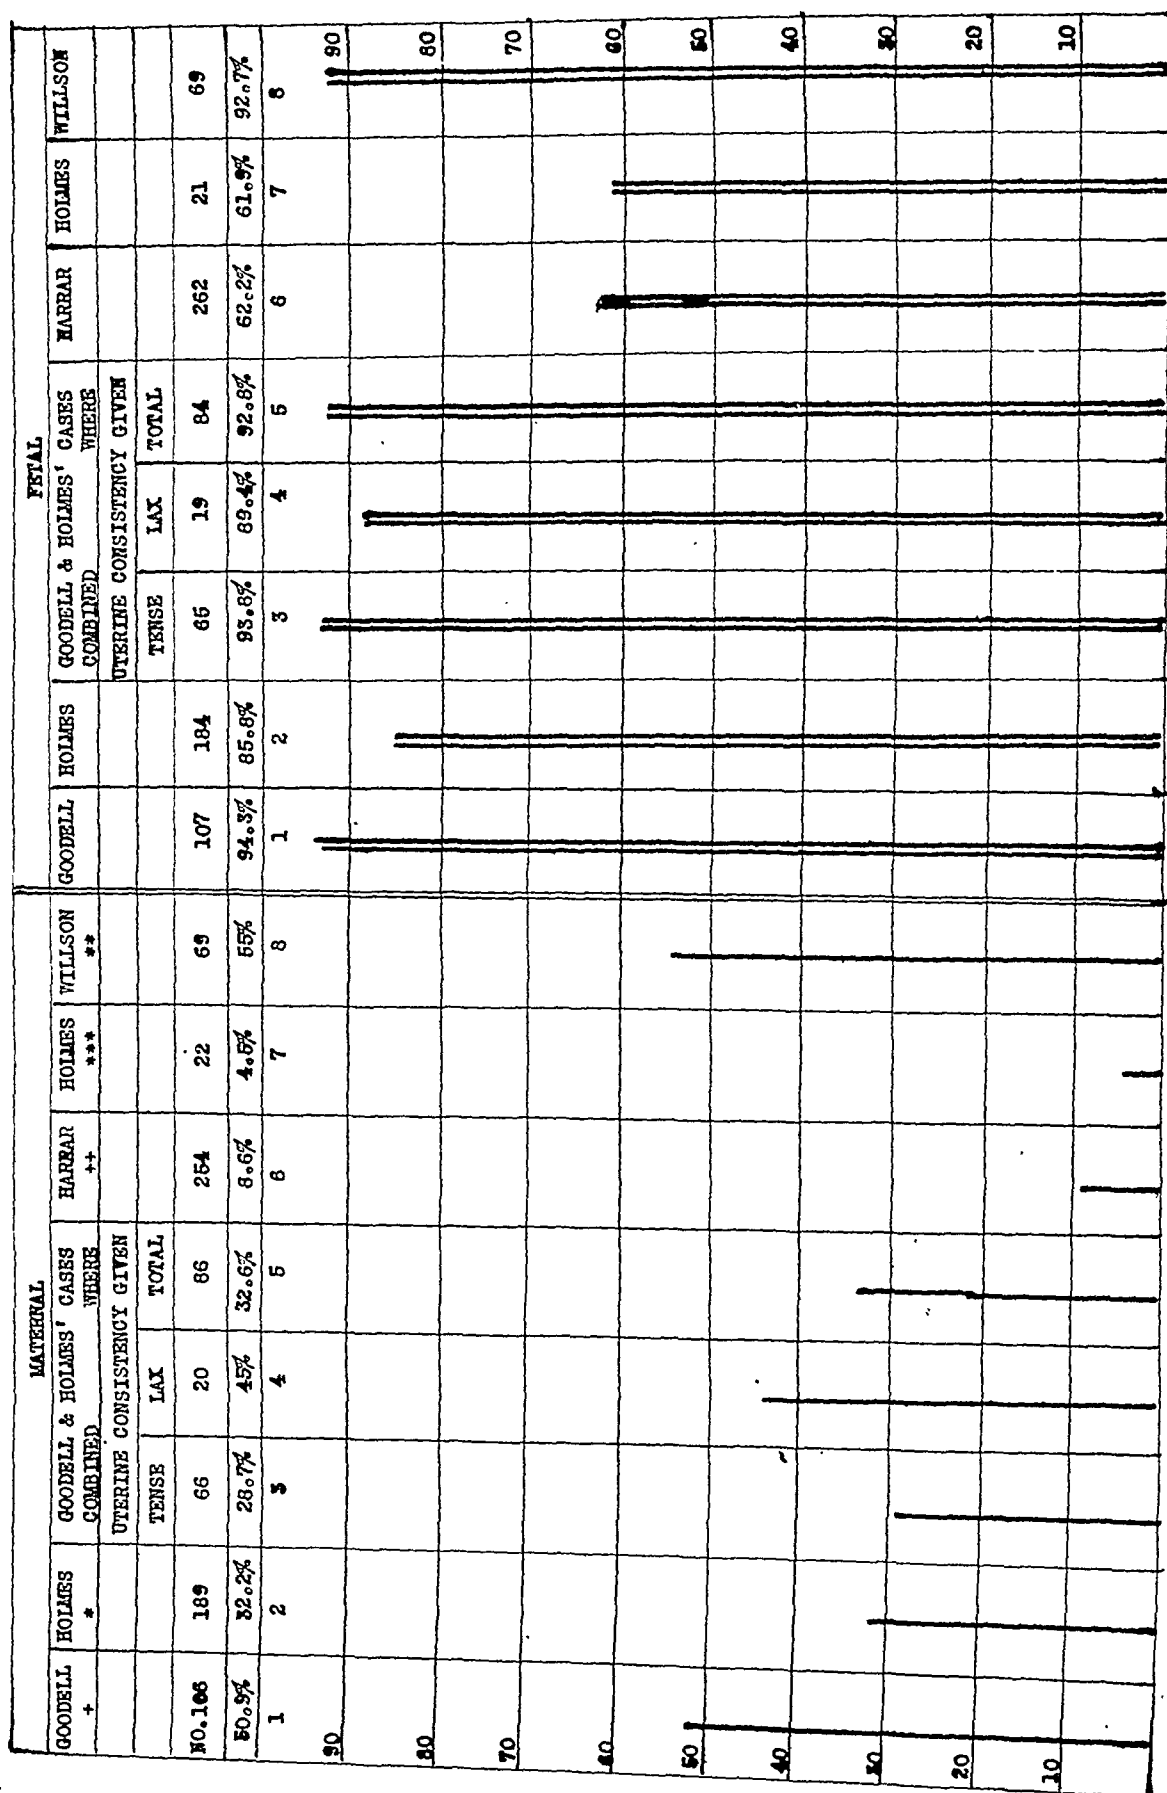 MATERNAL FETAL
GOODELL HOLMES GOODELL & HOLMES' CASES HARRAR HOLMES WILLSON GOODELL HOLMES GOODELL & HOLMES' CASES HARRAR HOLMES WILLSON
+ * COMBINED WHERE ++ *** ** COMBINED WHERE
UTERINE CONSISTENCY GIVEN UTERINE CONSISTENCY GIVEN
TENSE LAX TOTAL TENSE LAX TOTAL
NO.106 189 66 20 86 254 22 69 107 184 65 19 84 262 21 69
50.9% 32.2% 28.7% 45% 32.6% 8.6% 4.5% 55% 94.3% 85.8% 93.8% 89.4% 92.8% 62.2% 61.9% 92.7%
1 2 3 4 5 6 7 8 1 2 3 4 5 6 7 8
90 90
80 80
70 70
60 60
50 50
40 40
30 30
20 20
10 10